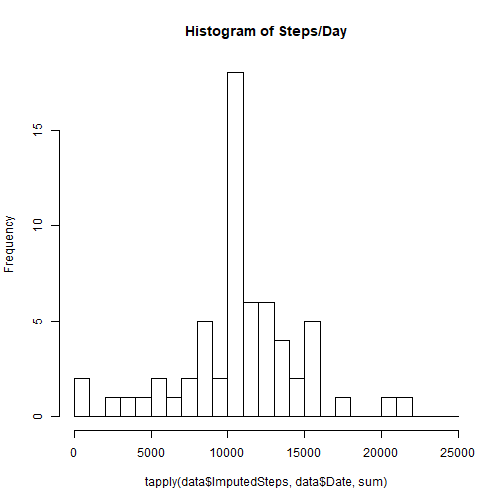 Histogram of Steps/Day
Frequency
15
10
5
0
0 5000 10000 15000 20000 25000
tapply(data$ImputedSteps, data$Date, sum)